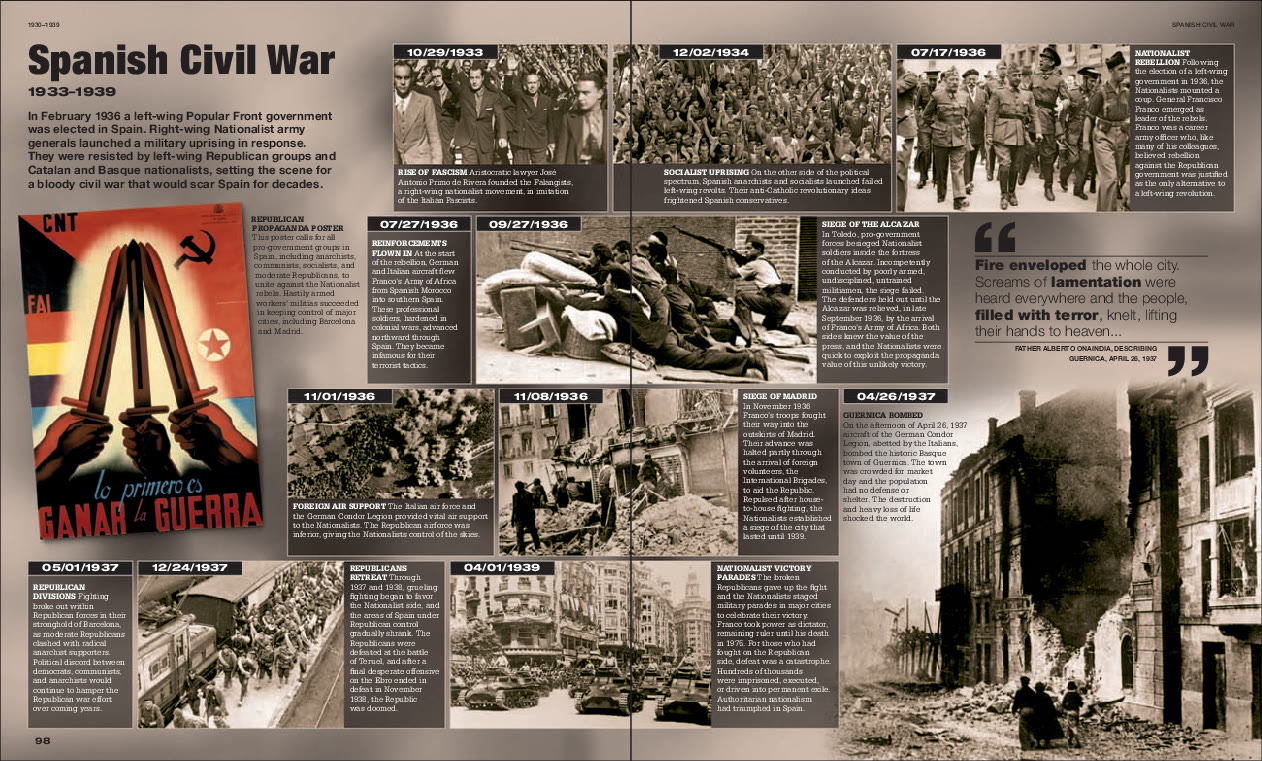 1930–1939
SPANISH CIVIL WAR
Spanish Civil War
1933–1939
In February 1936 a left-wing Popular Front government
was elected in Spain. Right-wing Nationalist army
generals launched a military uprising in response.
They were resisted by left-wing Republican groups and
Catalan and Basque nationalists, setting the scene for
a bloody civil war that would scar Spain for decades.
10/29/1933
RISE OF FASCISM Aristocratic lawyer José
Antonio Primo de Rivera founded the Falangists,
a right-wing nationalist movement, in imitation
of the Italian Fascists.
12/02/1934
SOCIALIST UPRISING On the other side of the political
spectrum, Spanish anarchists and socialists launched failed
left-wing revolts. Their anti-Catholic revolutionary ideas
frightened Spanish conservatives.
07/17/1936
NATIONALIST
REBELLION Following
the election of a left-wing
government in 1936, the
Nationalists mounted a
coup. General Francisco
Franco emerged as
leader of the rebels.
Franco was a career
army officer who, like
many of his colleagues,
believed rebellion
against the Republican
government was justified
as the only alternative to
a left-wing revolution.
CNT
FAI
lo primero es
GANAR la GUERRA
REPUBLICAN
PROPAGANDA POSTER
This poster calls for all
pro-government groups in
Spain, including anarchists,
communists, socialists, and
moderate Republicans, to
unite against the Nationalist
rebels. Hastily armed
workers' militias succeeded
in keeping control of major
cities, including Barcelona
and Madrid.
07/27/1936
REINFORCEMENTS
FLOWN IN At the start
of the rebellion, German
and Italian aircraft flew
Franco's Army of Africa
from Spanish Morocco
into southern Spain.
These professional
soldiers, hardened in
colonial wars, advanced
northward through
Spain. They became
infamous for their
terrorist tactics.
09/27/1936
SIEGE OF THE ALCAZAR
In Toledo, pro-government
forces besieged Nationalist
soldiers inside the fortress
of the Alcazar. Incompetently
conducted by poorly armed,
undisciplined, untrained
militiamen, the siege failed.
The defenders held out until the
Alcazar was relieved, in late
September 1936, by the arrival
of Franco's Army of Africa. Both
sides knew the value of the
press, and the Nationalists were
quick to exploit the propaganda
value of this unlikely victory.
“
Fire enveloped the whole city.
Screams of lamentation were
heard everywhere and the people,
filled with terror, knelt, lifting
their hands to heaven...
FATHER ALBERTO ONAINDIA, DESCRIBING
GUERNICA, APRIL 26, 1937
”
11/01/1936
FOREIGN AIR SUPPORT The Italian air force and
the German Condor Legion provided vital air support
to the Nationalists. The Republican airforce was
inferior, giving the Nationalists control of the skies.
11/08/1936
SIEGE OF MADRID
In November 1936
Franco's troops fought
their way into the
outskirts of Madrid.
Their advance was
halted partly through
the arrival of foreign
volunteers, the
International Brigades,
to aid the Republic.
Repulsed after house-
to-house fighting, the
Nationalists established
a siege of the city that
lasted until 1939.
04/26/1937
GUERNICA BOMBED
On the afternoon of April 26, 1937
aircraft of the German Condor
Legion, abetted by the Italians,
bombed the historic Basque
town of Guernica. The town
was crowded for market
day and the population
had no defense or
shelter. The destruction
and heavy loss of life
shocked the world.
05/01/1937
REPUBLICAN
DIVISIONS Fighting
broke out within
Republican forces in their
stronghold of Barcelona,
as moderate Republicans
clashed with radical
anarchist supporters.
Political discord between
democrats, communists,
and anarchists would
continue to hamper the
Republican war effort
over coming years.
12/24/1937
REPUBLICANS
RETREAT Through
1937 and 1938, grueling
fighting began to favor
the Nationalist side, and
the areas of Spain under
Republican control
gradually shrank. The
Republicans were
defeated at the battle
of Teruel, and after a
final desperate offensive
on the Ebro ended in
defeat in November
1938, the Republic
was doomed.
04/01/1939
NATIONALIST VICTORY
PARADES The broken
Republicans gave up the fight
and the Nationalists staged
military parades in major cities
to celebrate their victory.
Franco took power as dictator,
remaining ruler until his death
in 1975. For those who had
fought on the Republican
side, defeat was a catastrophe.
Hundreds of thousands
were imprisoned, executed,
or driven into permanent exile.
Authoritarian nationalism
had triumphed in Spain.
98